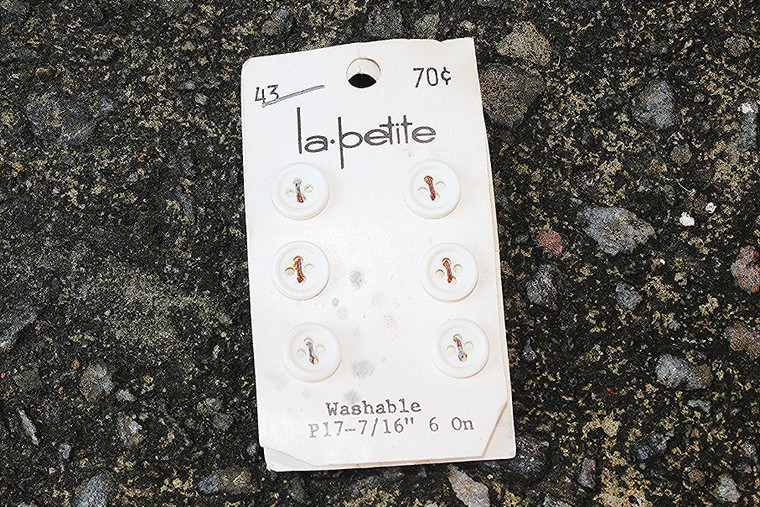 43
70¢
la·petite
Washable
P17-7/16" 6 On